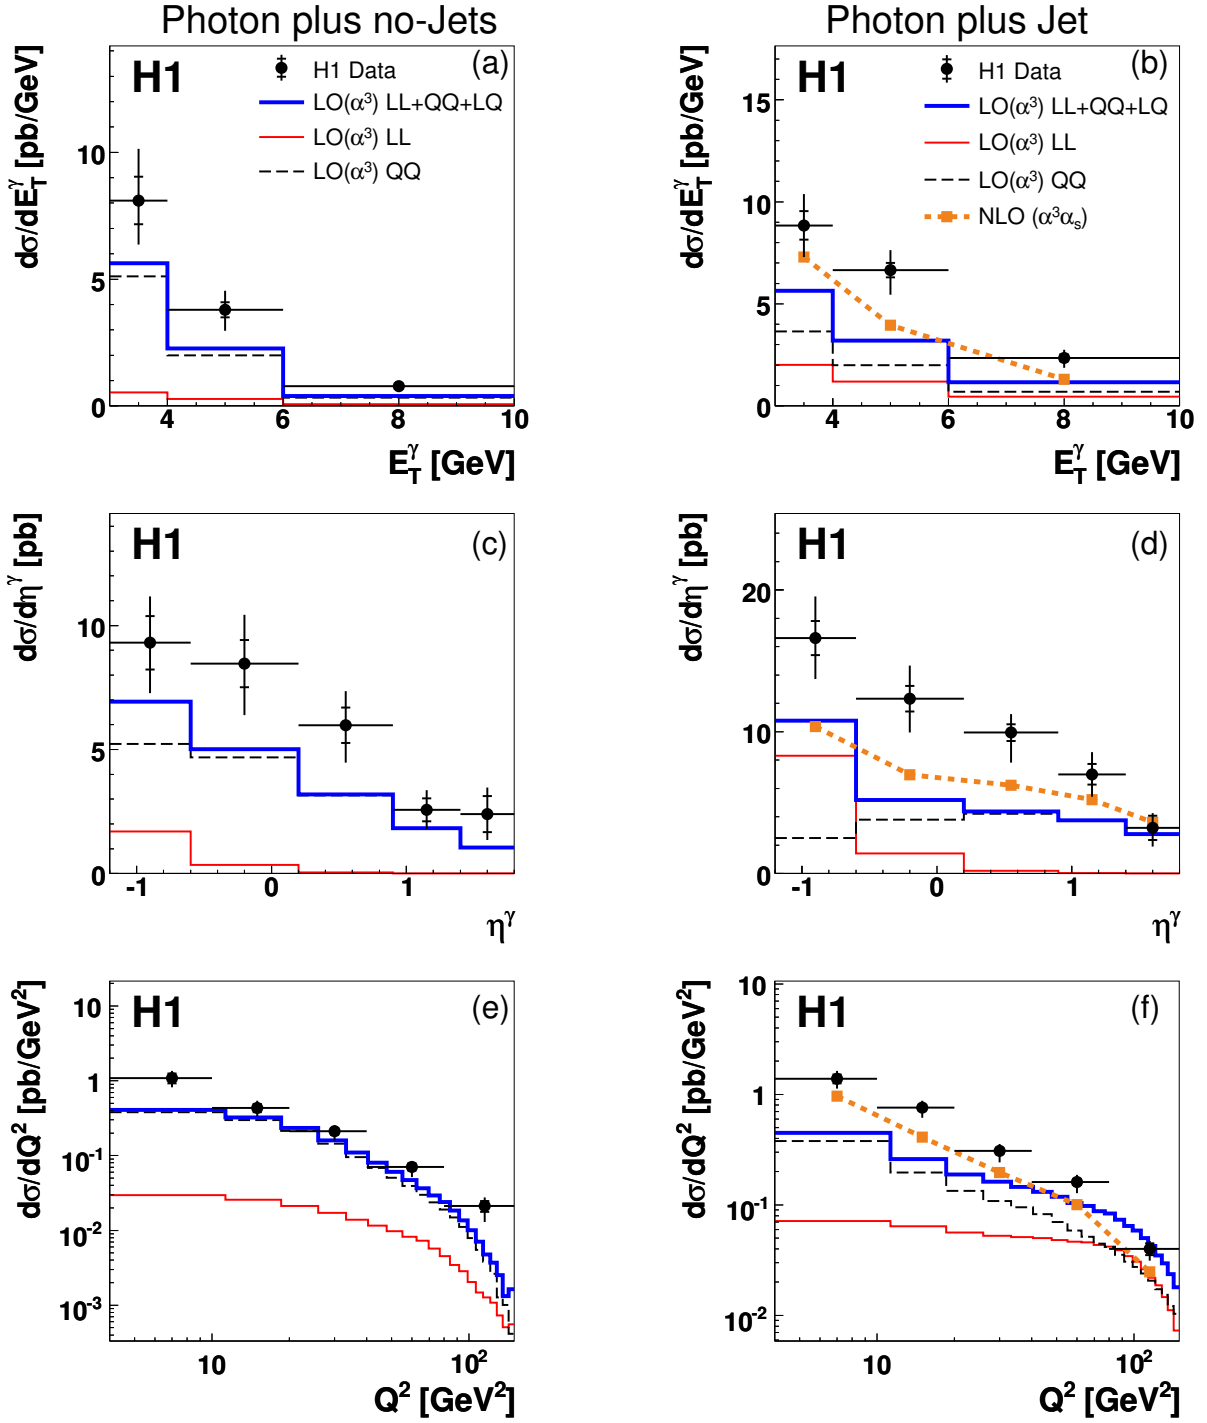 Photon plus no-Jets
Photon plus Jet
dσ/dE_T^γ [pb/GeV]
H1
(a)
H1 Data
LO(α³) LL+QQ+LQ
LO(α³) LL
LO(α³) QQ
10
5
0
4 6 8 10
E_T^γ [GeV]
dσ/dE_T^γ [pb/GeV]
H1
(b)
H1 Data
LO(α³) LL+QQ+LQ
LO(α³) LL
LO(α³) QQ
NLO (α³α_s)
15
10
5
0
4 6 8 10
E_T^γ [GeV]
dσ/dη^γ [pb]
H1
(c)
10
5
0
-1 0 1
η^γ
dσ/dη^γ [pb]
H1
(d)
20
10
0
-1 0 1
η^γ
dσ/dQ² [pb/GeV²]
H1
(e)
10
1
10⁻¹
10⁻²
10⁻³
10 10²
Q² [GeV²]
dσ/dQ² [pb/GeV²]
H1
(f)
10
1
10⁻¹
10⁻²
10 10²
Q² [GeV²]